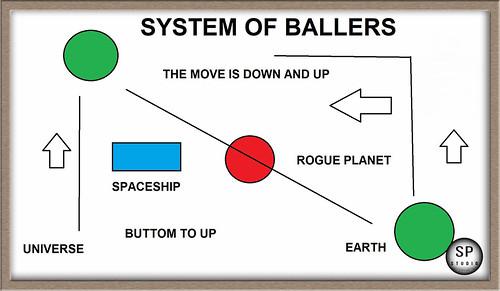 SYSTEM OF BALLERS
THE MOVE IS DOWN AND UP
ROGUE PLANET
SPACESHIP
BUTTOM TO UP
UNIVERSE
EARTH
SP
STUDIO